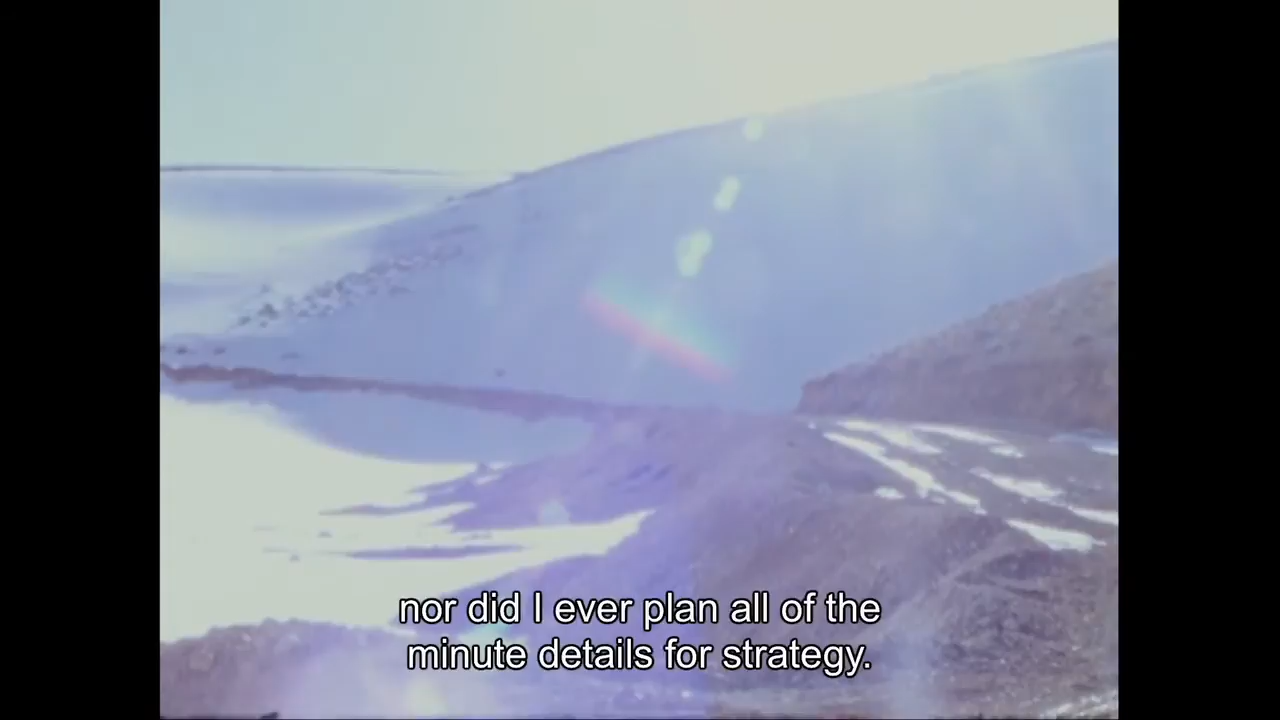 nor did I ever plan all of the
minute details for strategy.